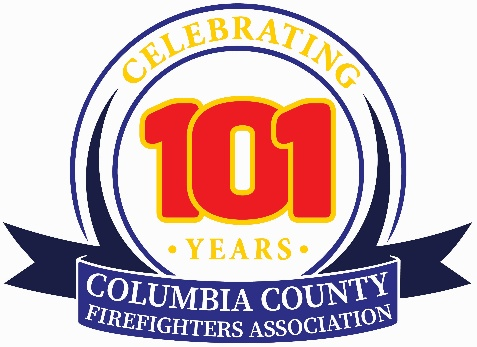 CELEBRATING
101
· YEARS ·
COLUMBIA COUNTY
FIREFIGHTERS ASSOCIATION